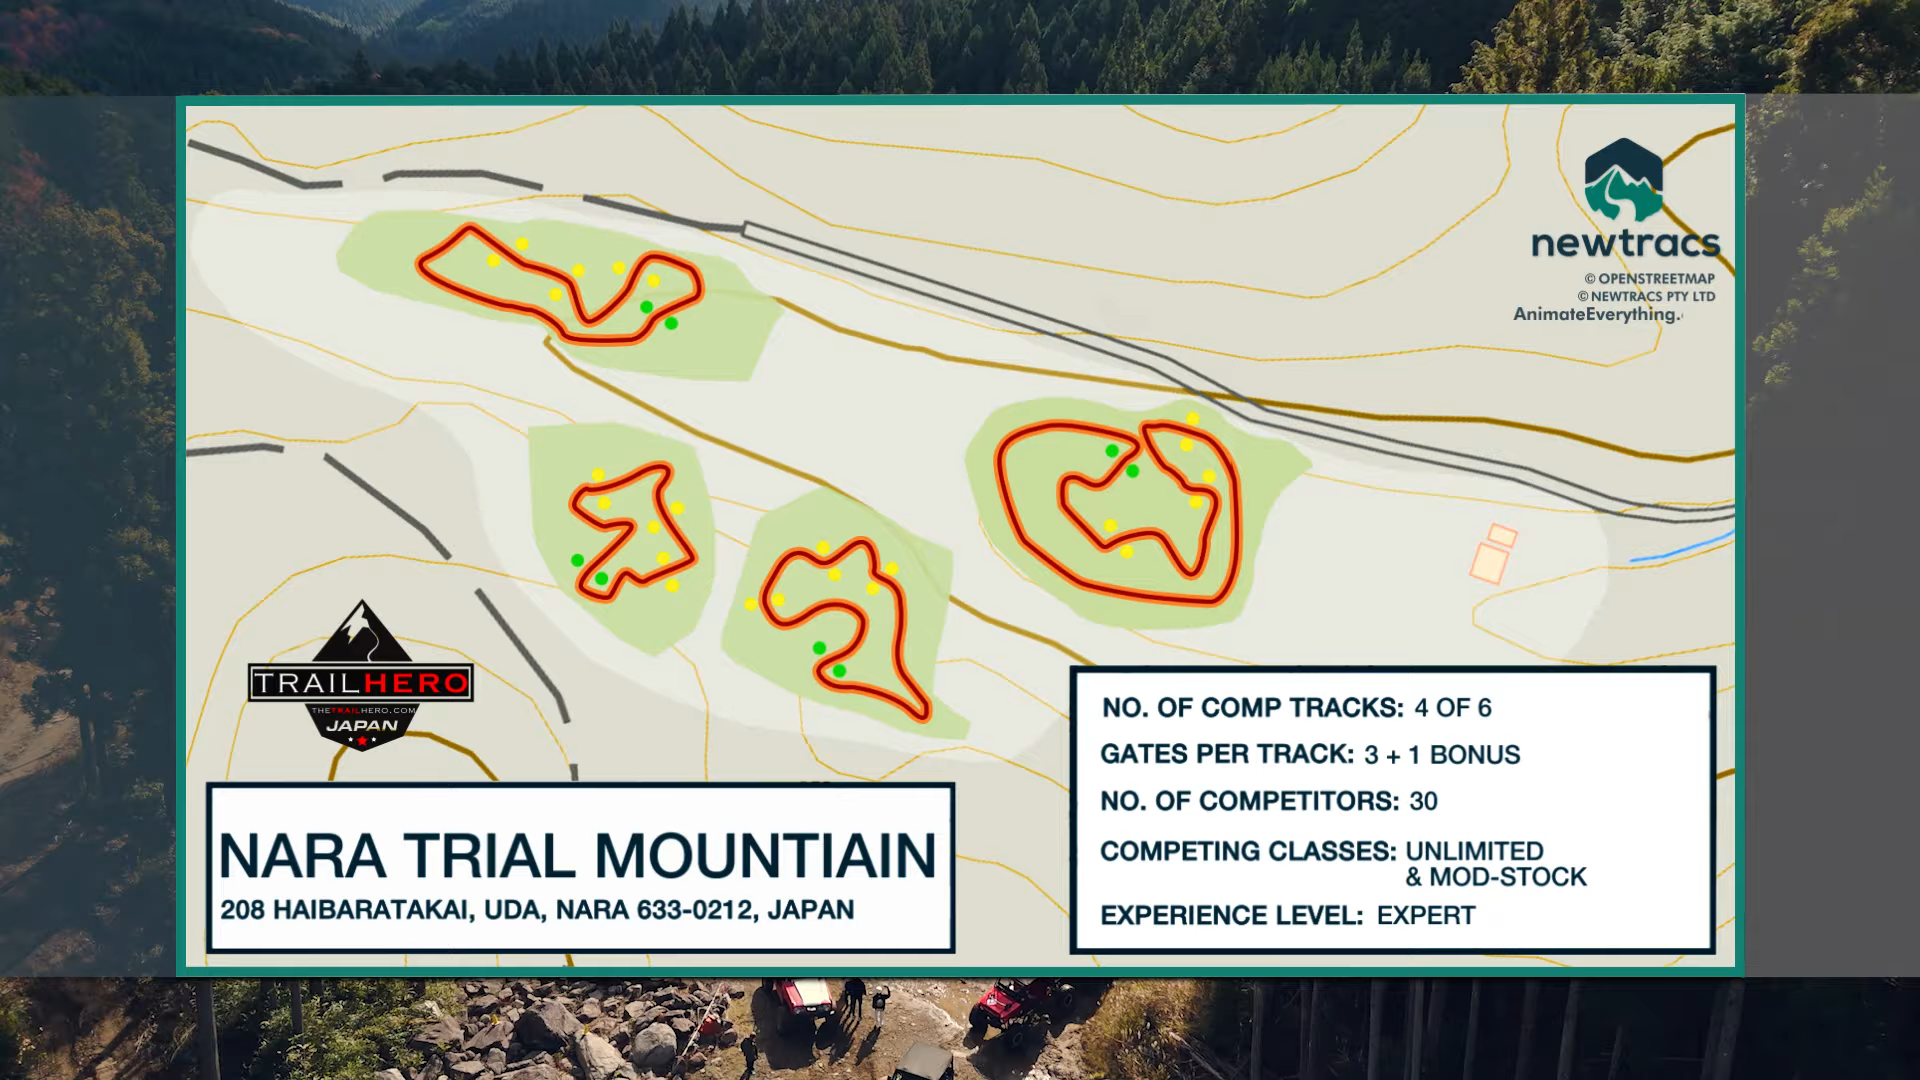 newtracs
© OPENSTREETMAP
© NEWTRACS PTY LTD
AnimateEverything.
TRAILHERO
THETRAILHERO.COM
JAPAN
NARA TRIAL MOUNTIAIN
208 HAIBARATAKAI, UDA, NARA 633-0212, JAPAN
NO. OF COMP TRACKS: 4 OF 6
GATES PER TRACK: 3 + 1 BONUS
NO. OF COMPETITORS: 30
COMPETING CLASSES: UNLIMITED
& MOD-STOCK
EXPERIENCE LEVEL: EXPERT